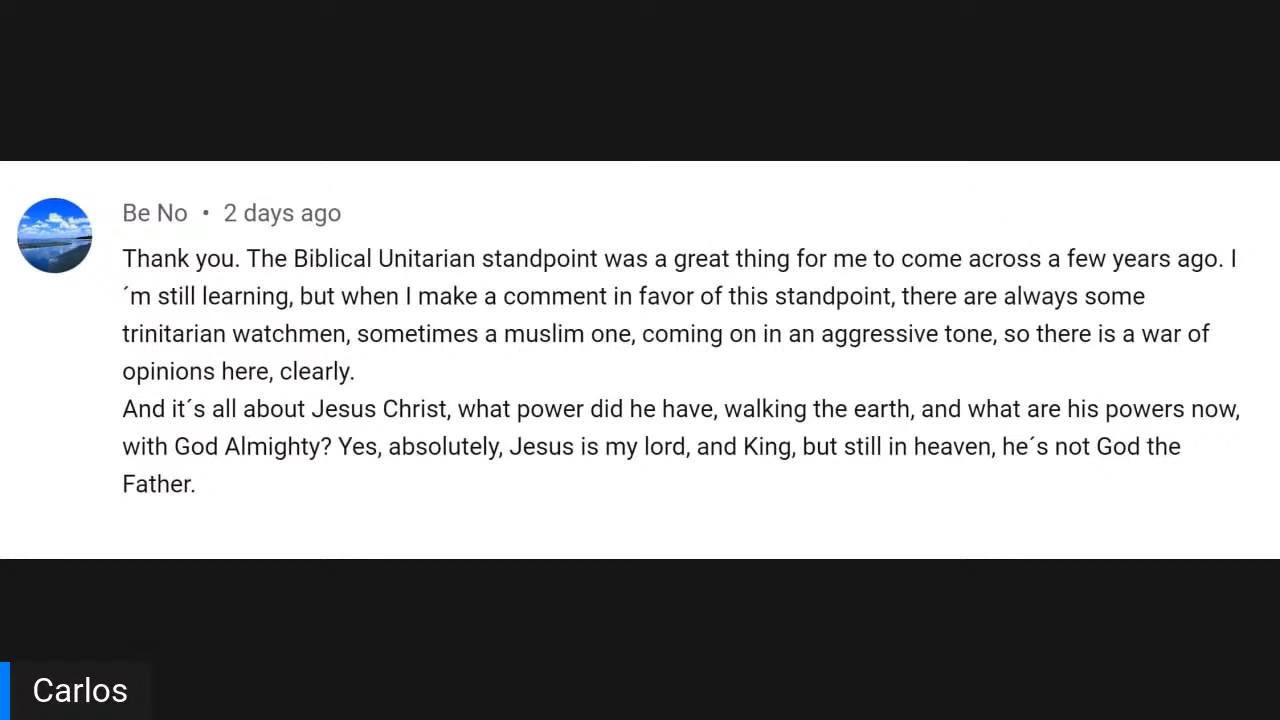 Be No • 2 days ago
Thank you. The Biblical Unitarian standpoint was a great thing for me to come across a few years ago. I
´m still learning, but when I make a comment in favor of this standpoint, there are always some
trinitarian watchmen, sometimes a muslim one, coming on in an aggressive tone, so there is a war of
opinions here, clearly.
And it´s all about Jesus Christ, what power did he have, walking the earth, and what are his powers now,
with God Almighty? Yes, absolutely, Jesus is my lord, and King, but still in heaven, he´s not God the
Father.
Carlos